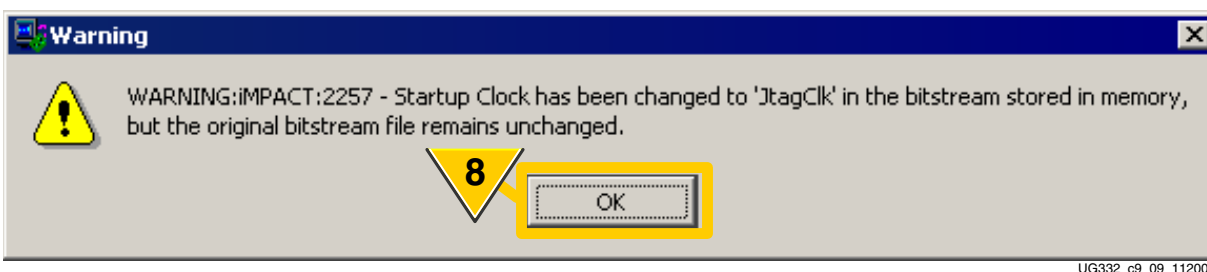 Warning
WARNING:iMPACT:2257 - Startup Clock has been changed to 'JtagClk' in the bitstream stored in memory,
but the original bitstream file remains unchanged.
8
OK
UG332_c9_09_11200